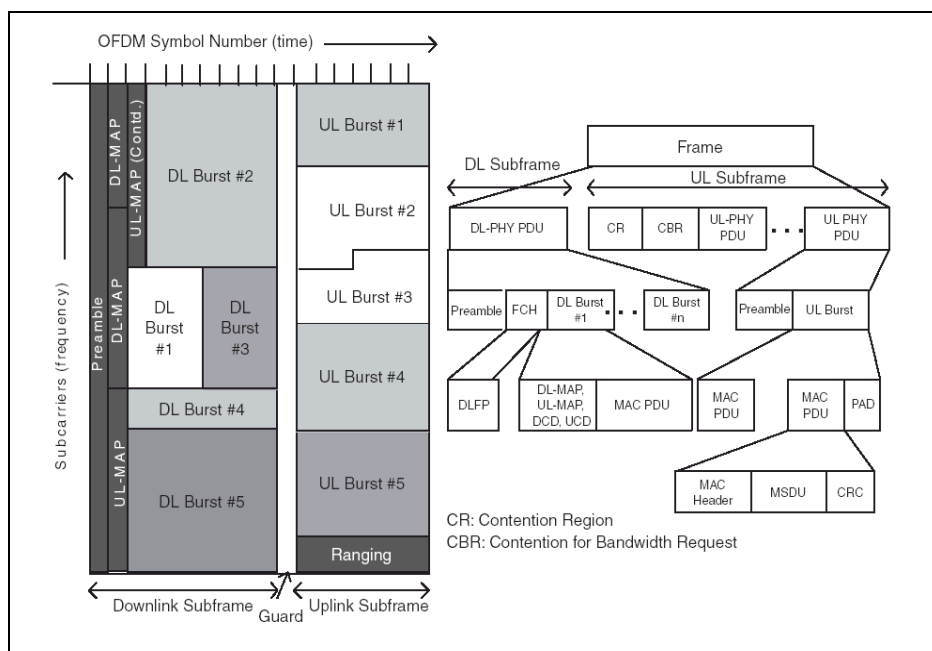 OFDM Symbol Number (time)
Subcarriers (frequency)
Preamble
DL-MAP
DL-MAP
UL-MAP
UL-MAP (Contd.)
DL Burst #2
DL
Burst
#1
DL
Burst
#3
DL Burst #4
DL Burst #5
UL Burst #1
UL Burst #2
UL Burst #3
UL Burst #4
UL Burst #5
Ranging
Downlink Subframe
Guard
Uplink Subframe
Frame
DL Subframe
UL Subframe
DL-PHY PDU
CR
CBR
UL-PHY
PDU
UL PHY
PDU
Preamble
FCH
DL Burst
#1
DL Burst
#n
Preamble
UL Burst
DLFP
DL-MAP,
UL-MAP,
DCD, UCD
MAC PDU
MAC
PDU
MAC
PDU
PAD
MAC
Header
MSDU
CRC
CR: Contention Region
CBR: Contention for Bandwidth Request